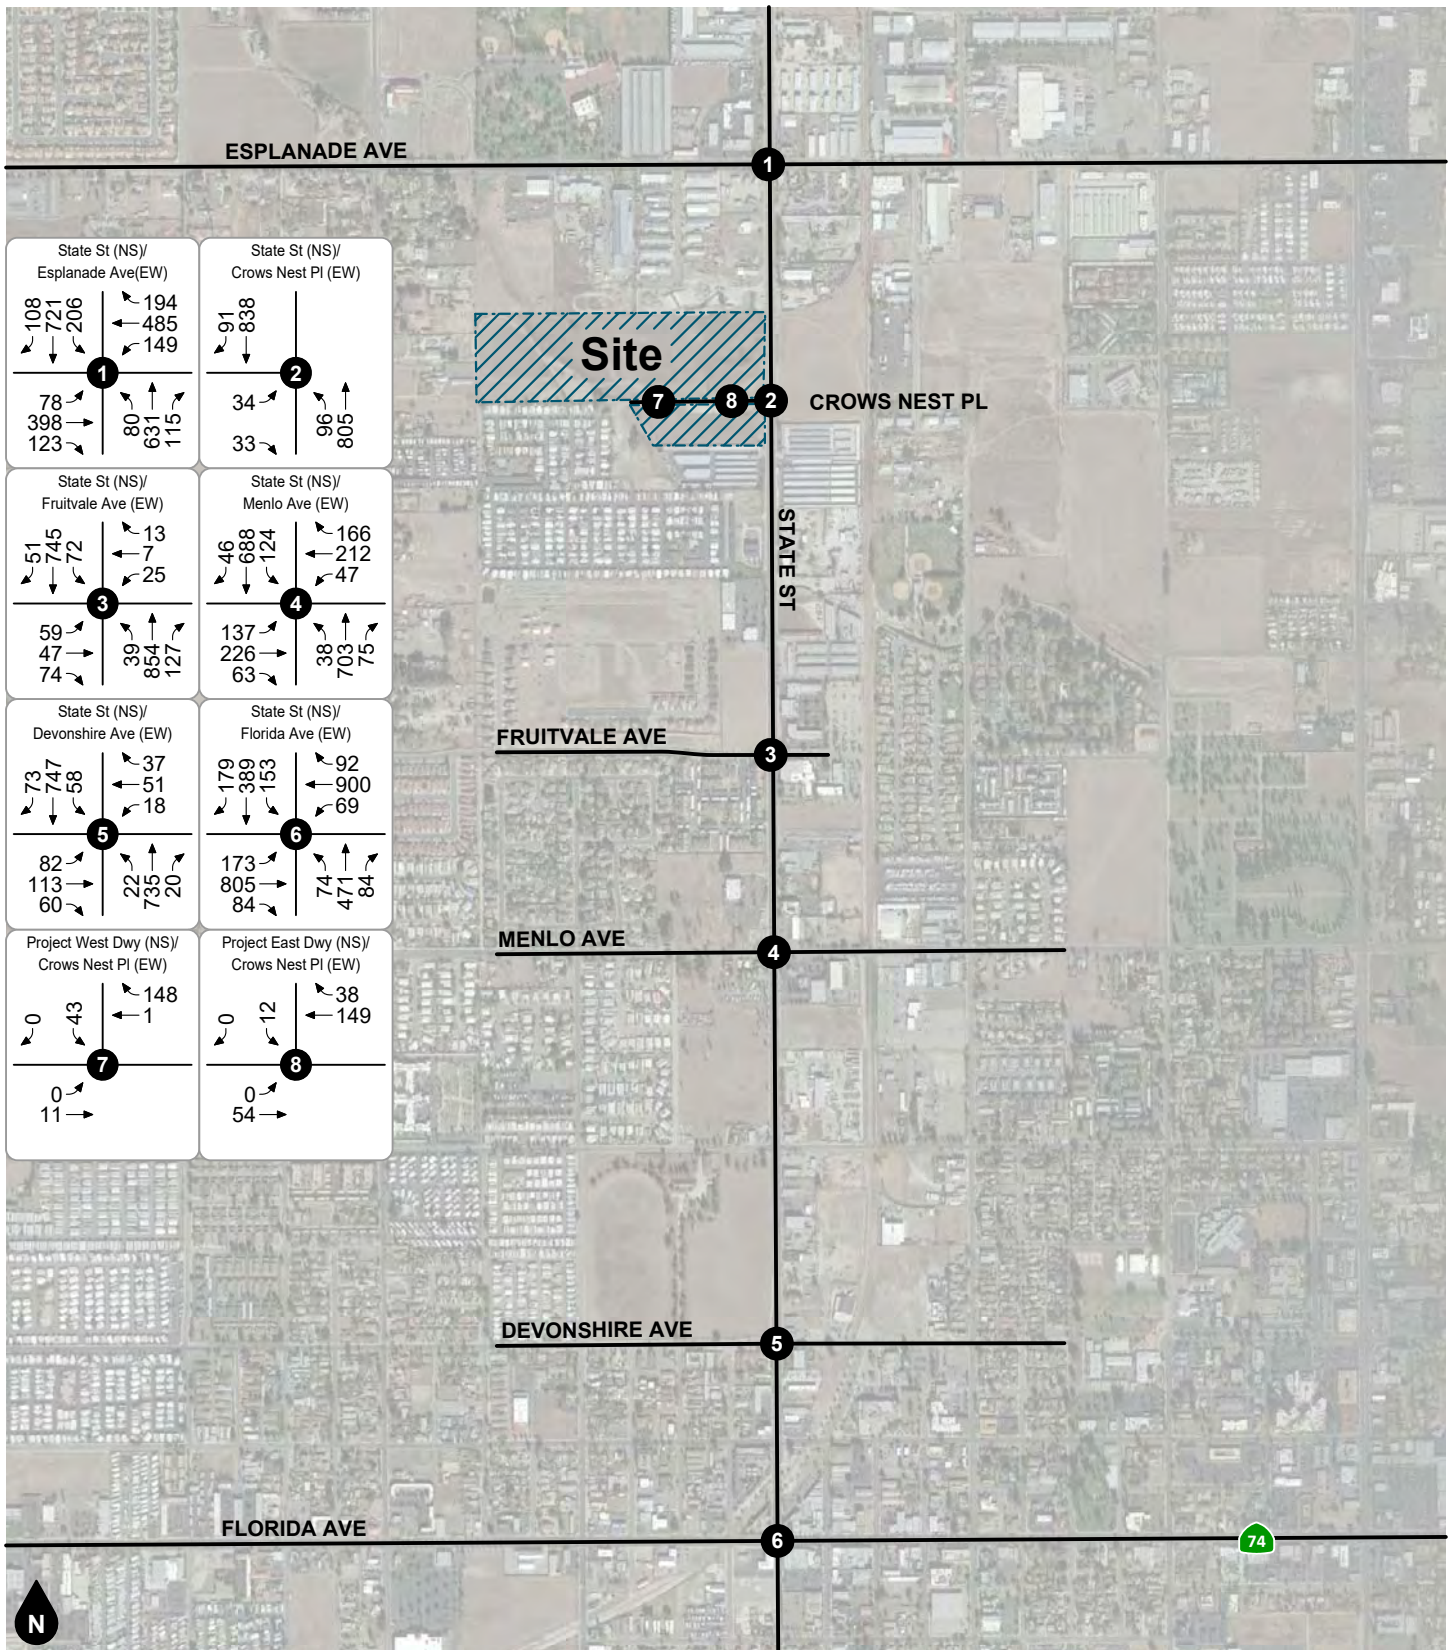 ESPLANADE AVE
1
State St (NS)/
Esplanade Ave(EW)
108 721 206
194
485
149
1
78
398
123
80 631 115
State St (NS)/
Crows Nest Pl (EW)
91 838
2
34
33
96 805
Site
7 8 2 CROWS NEST PL
STATE ST
State St (NS)/
Fruitvale Ave (EW)
51 745 72
13
7
25
3
59
47
74
39 854 127
State St (NS)/
Menlo Ave (EW)
46 688 124
166
212
47
4
137
226
63
38 703 75
State St (NS)/
Devonshire Ave (EW)
73 747 58
37
51
18
5
82
113
60
22 735 20
State St (NS)/
Florida Ave (EW)
179 389 153
92
900
69
6
173
805
84
74 471 84
FRUITVALE AVE
3
MENLO AVE
4
Project West Dwy (NS)/
Crows Nest Pl (EW)
0 43
148
1
7
0
11
Project East Dwy (NS)/
Crows Nest Pl (EW)
0 12
38
149
8
0
54
DEVONSHIRE AVE
5
FLORIDA AVE
6
74
N